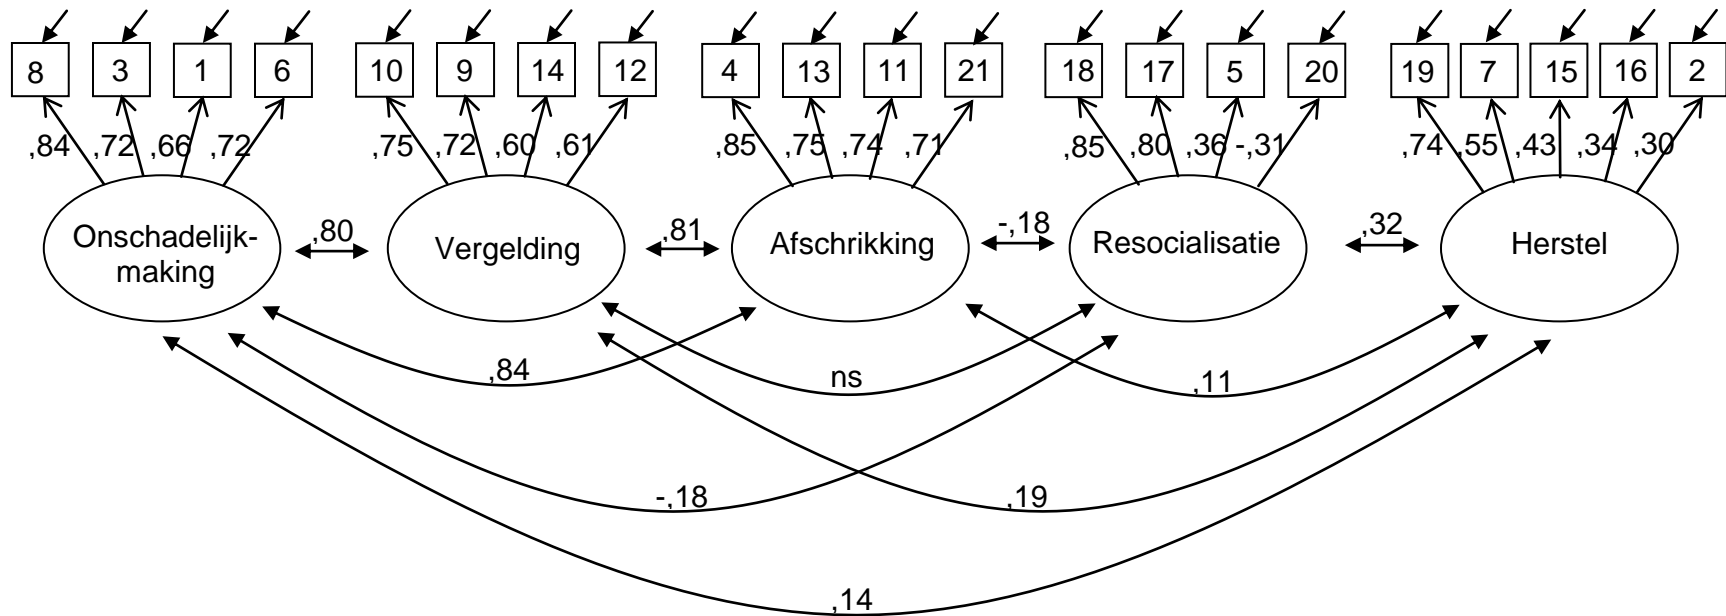 8 3 1 6 10 9 14 12 4 13 11 21 18 17 5 20 19 7 15 16 2
,84 ,72 ,66 ,72 ,75 ,72 ,60 ,61 ,85 ,75 ,74 ,71 ,85 ,80 ,36 -,31 ,74 ,55 ,43 ,34 ,30
Onschadelijk-
making
,80
Vergelding
,81
Afschrikking
-,18
Resocialisatie
,32
Herstel
,84
ns
,11
-,18
,19
,14